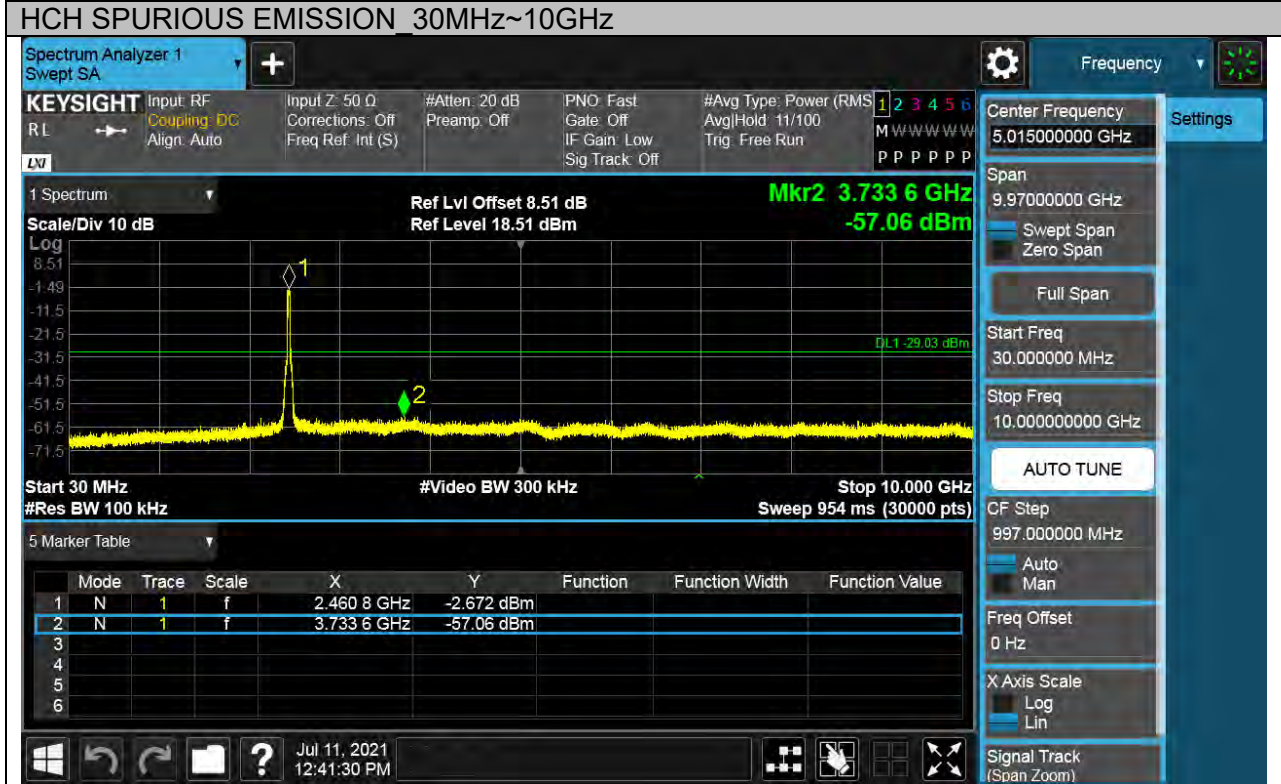 HCH SPURIOUS EMISSION_30MHz~10GHz
Spectrum Analyzer 1
Swept SA
+
Frequency
KEYSIGHT
RL
LXI
Input: RF
Coupling: DC
Align: Auto
Input Z: 50 Ω
Corrections: Off
Freq Ref: Int (S)
#Atten: 20 dB
Preamp: Off
PNO: Fast
Gate: Off
IF Gain: Low
Sig Track: Off
#Avg Type: Power (RMS
Avg|Hold: 11/100
Trig: Free Run
1 2 3 4 5 6
M W W W W W
P P P P P P
Center Frequency
5.015000000 GHz
Settings
1 Spectrum
Scale/Div 10 dB
Ref Lvl Offset 8.51 dB
Ref Level 18.51 dBm
Mkr2 3.733 6 GHz
-57.06 dBm
Log
8.51
-1.49
-11.5
-21.5
-31.5
-41.5
-51.5
-61.5
-71.5
1
2
DL1 -29.03 dBm
Start 30 MHz
#Res BW 100 kHz
#Video BW 300 kHz
Stop 10.000 GHz
Sweep 954 ms (30000 pts)
Span
9.97000000 GHz
Swept Span
Zero Span
Full Span
Start Freq
30.000000 MHz
Stop Freq
10.000000000 GHz
AUTO TUNE
CF Step
997.000000 MHz
Auto
Man
Freq Offset
0 Hz
X Axis Scale
Log
Lin
Signal Track
(Span Zoom)
5 Marker Table
Mode Trace Scale X Y Function Function Width Function Value
1 N 1 f 2.460 8 GHz -2.672 dBm
2 N 1 f 3.733 6 GHz -57.06 dBm
3
4
5
6
?
Jul 11, 2021
12:41:30 PM